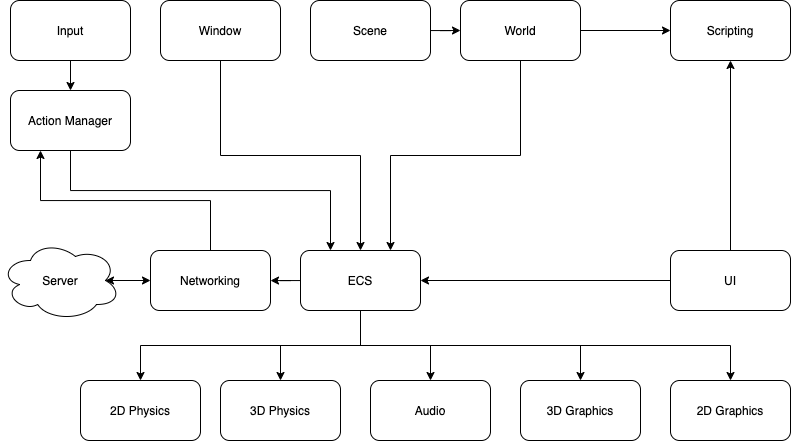 Input
Window
Scene
World
Scripting
Action Manager
Server
Networking
ECS
UI
2D Physics
3D Physics
Audio
3D Graphics
2D Graphics